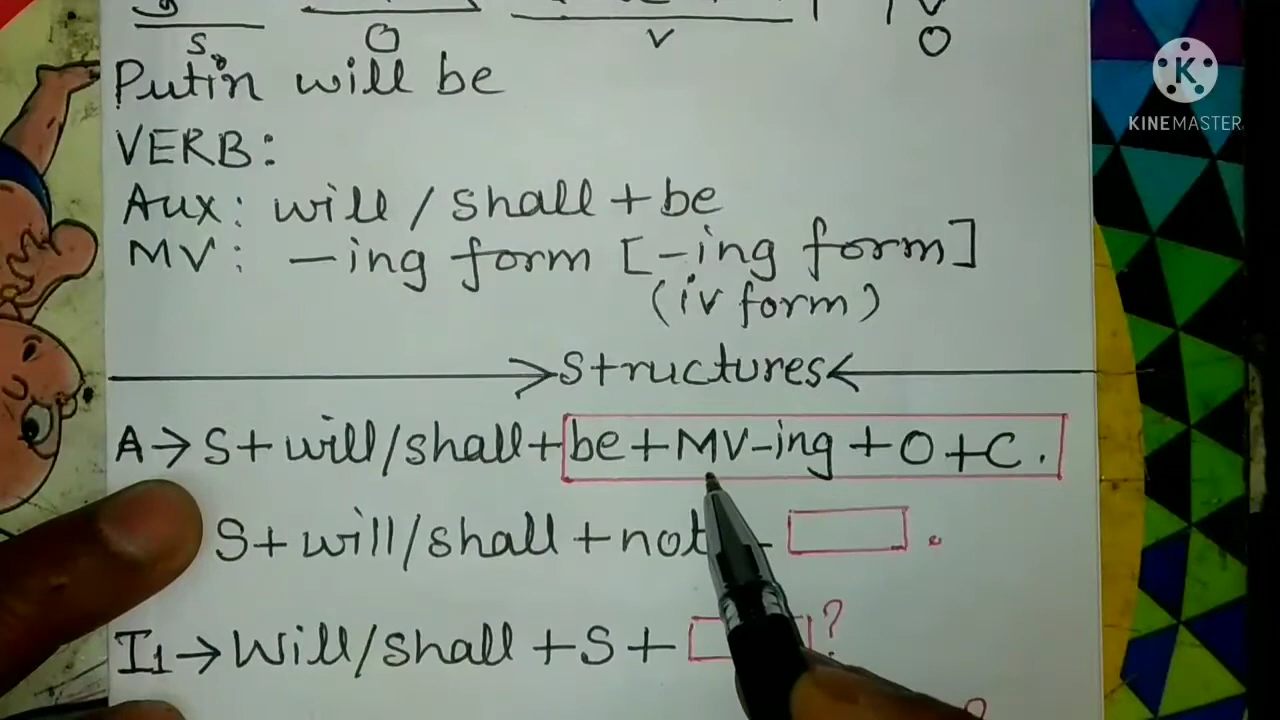 S O V O
Putin will be
VERB:
Aux: will / shall + be
MV: -ing form [-ing form]
(iv form)
Structures
A → S + will/shall + be + MV-ing + O + C.
S + will/shall + not
I1 → Will/shall + S + ?
K
KINEMASTER